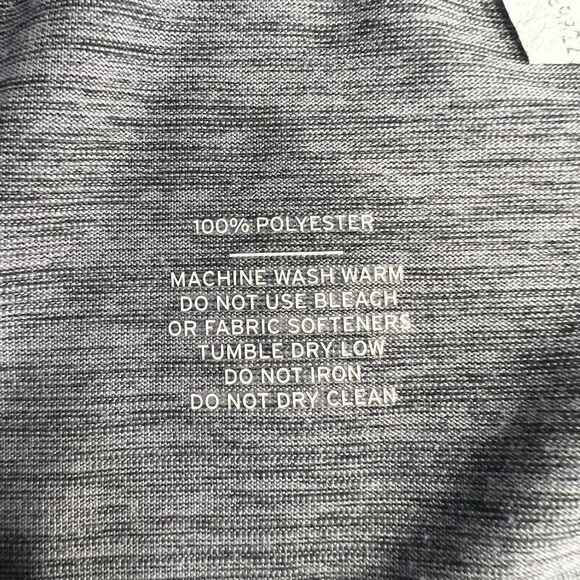 100% POLYESTER
MACHINE WASH WARM
DO NOT USE BLEACH
OR FABRIC SOFTENERS
TUMBLE DRY LOW
DO NOT IRON
DO NOT DRY CLEAN